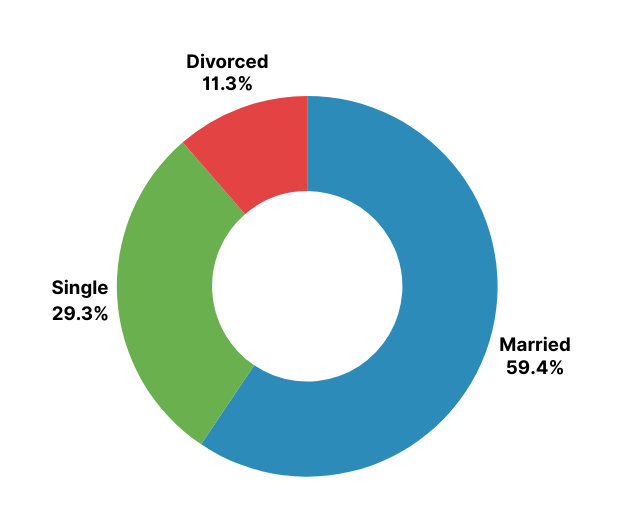 Divorced
11.3%
Single
29.3%
Married
59.4%